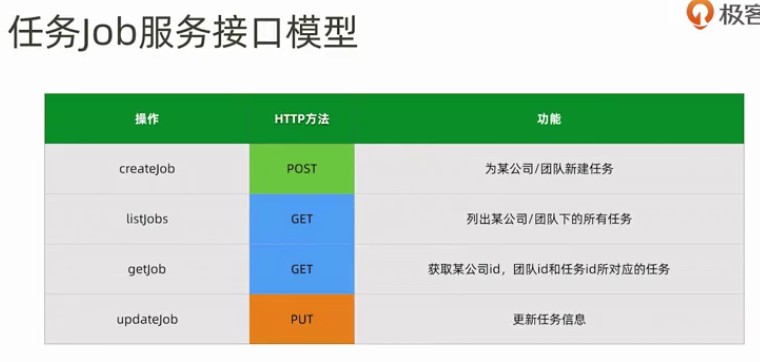 任务Job服务接口模型
极客
操作 HTTP方法 功能
createJob POST 为某公司/团队新建任务
listJobs GET 列出某公司/团队下的所有任务
getJob GET 获取某公司id，团队id和任务id所对应的任务
updateJob PUT 更新任务信息